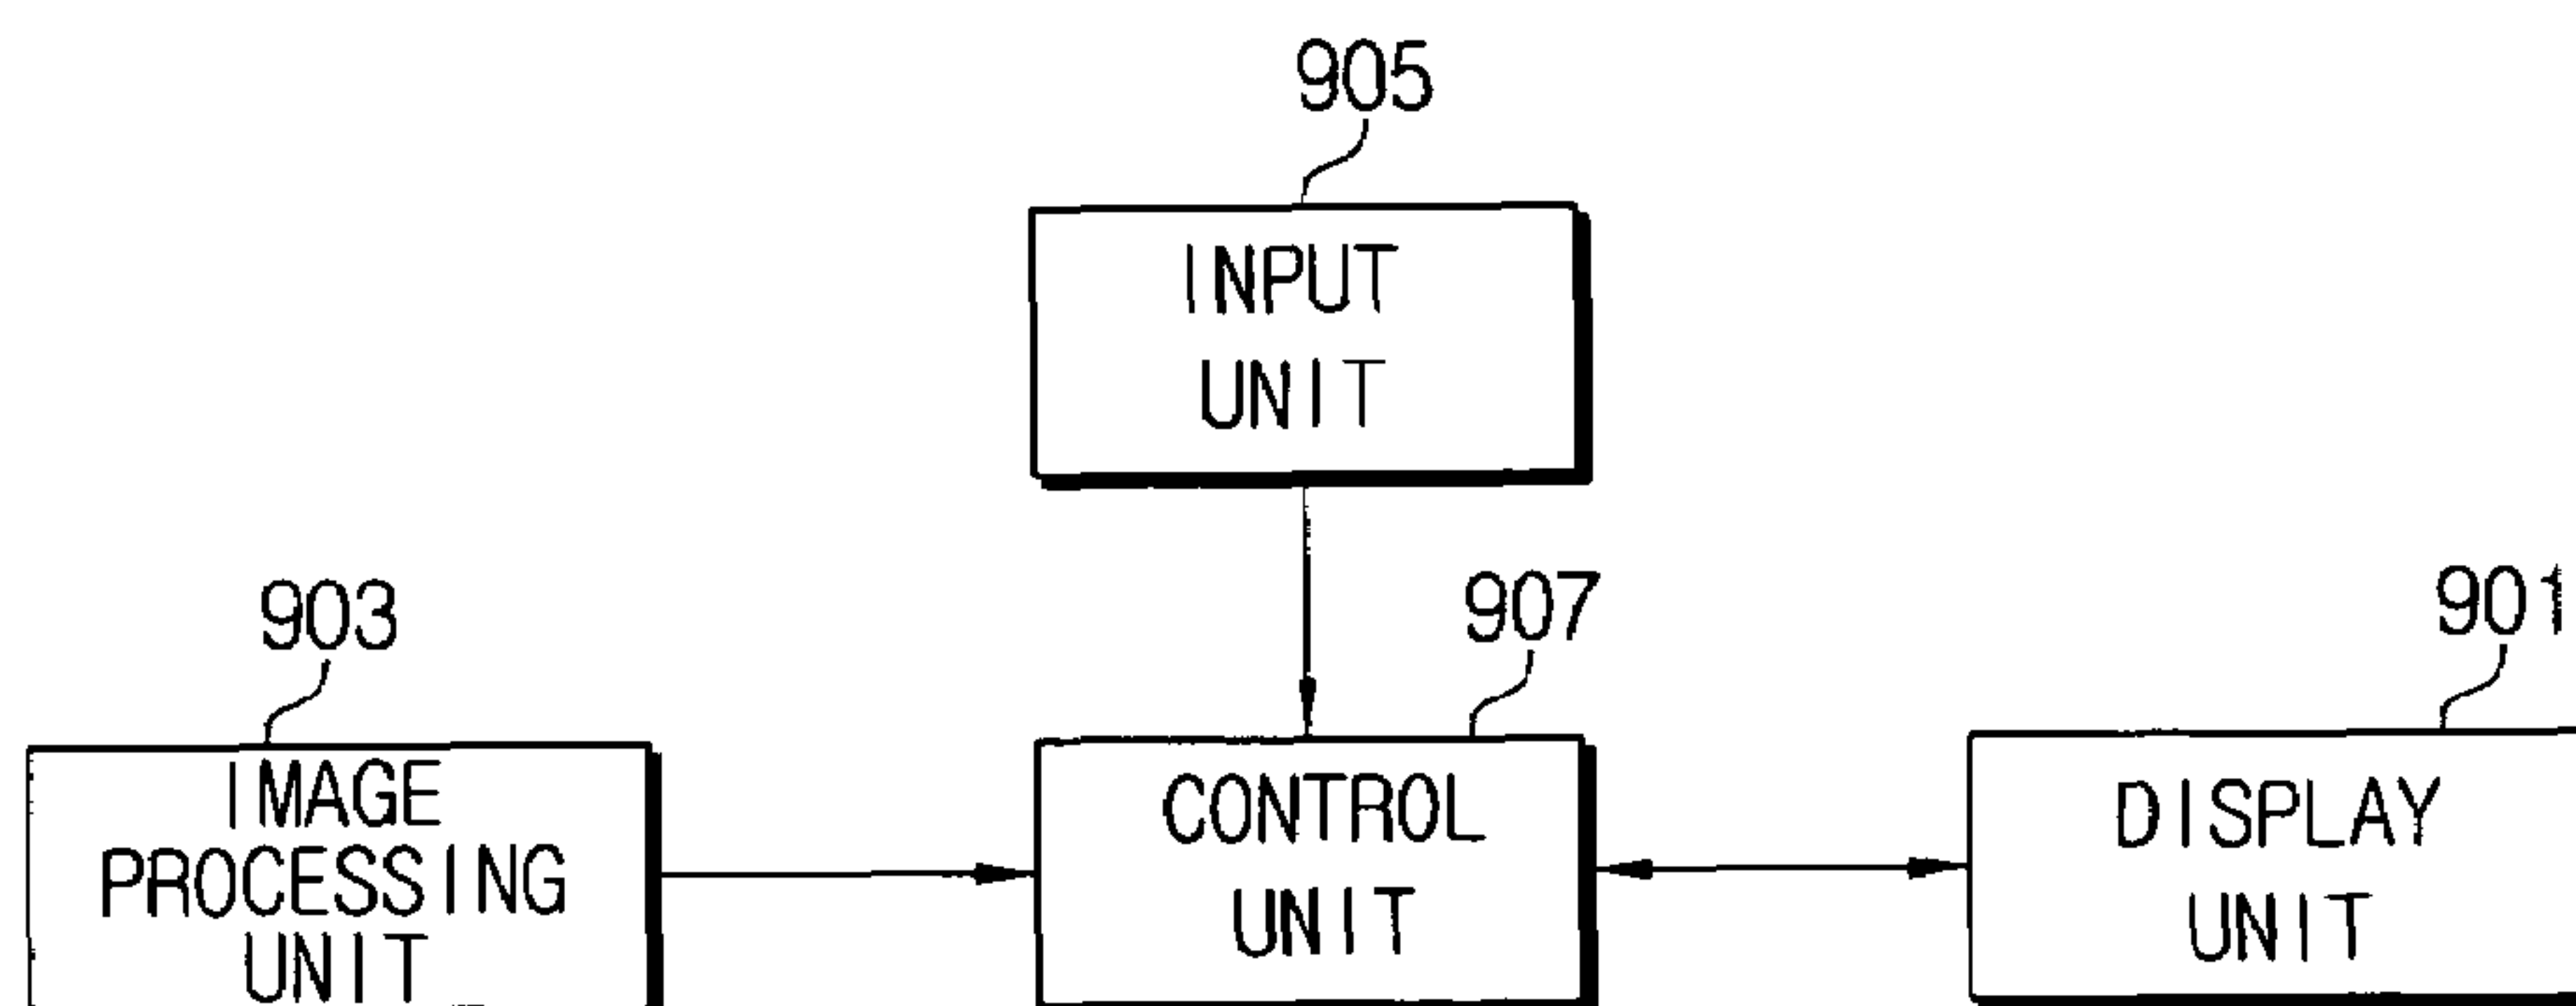 905
INPUT
UNIT
903
907
901
IMAGE
PROCESSING
UNIT
CONTROL
UNIT
DISPLAY
UNIT